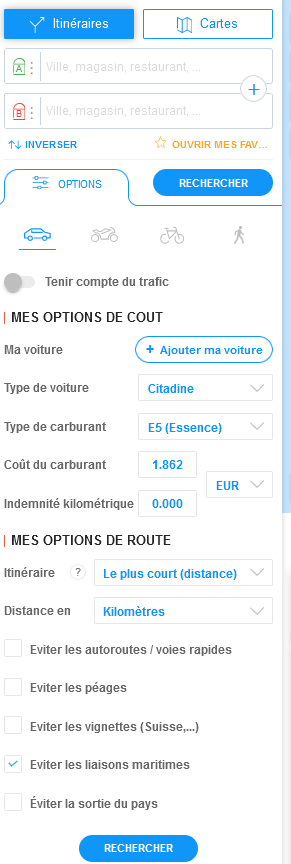 Itinéraires
Cartes
A
Ville, magasin, restaurant, ...
+
B
Ville, magasin, restaurant, ...
INVERSER
OUVRIR MES FAV...
OPTIONS
RECHERCHER
Tenir compte du trafic
MES OPTIONS DE COUT
Ma voiture
+ Ajouter ma voiture
Type de voiture
Citadine
Type de carburant
E5 (Essence)
Coût du carburant
1.862
EUR
Indemnité kilométrique
0.000
MES OPTIONS DE ROUTE
Itinéraire
?
Le plus court (distance)
Distance en
Kilomètres
Eviter les autoroutes / voies rapides
Eviter les péages
Eviter les vignettes (Suisse,...)
Eviter les liaisons maritimes
Éviter la sortie du pays
RECHERCHER